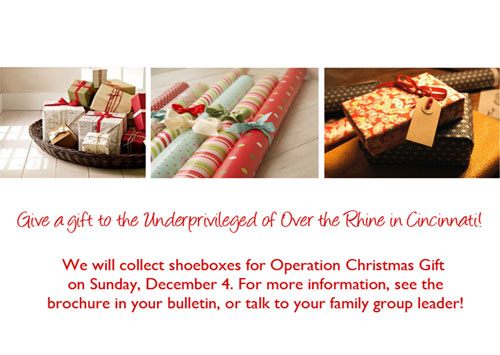 Give a gift to the Underprivileged of Over the Rhine in Cincinnati!
We will collect shoeboxes for Operation Christmas Gift
on Sunday, December 4. For more information, see the
brochure in your bulletin, or talk to your family group leader!